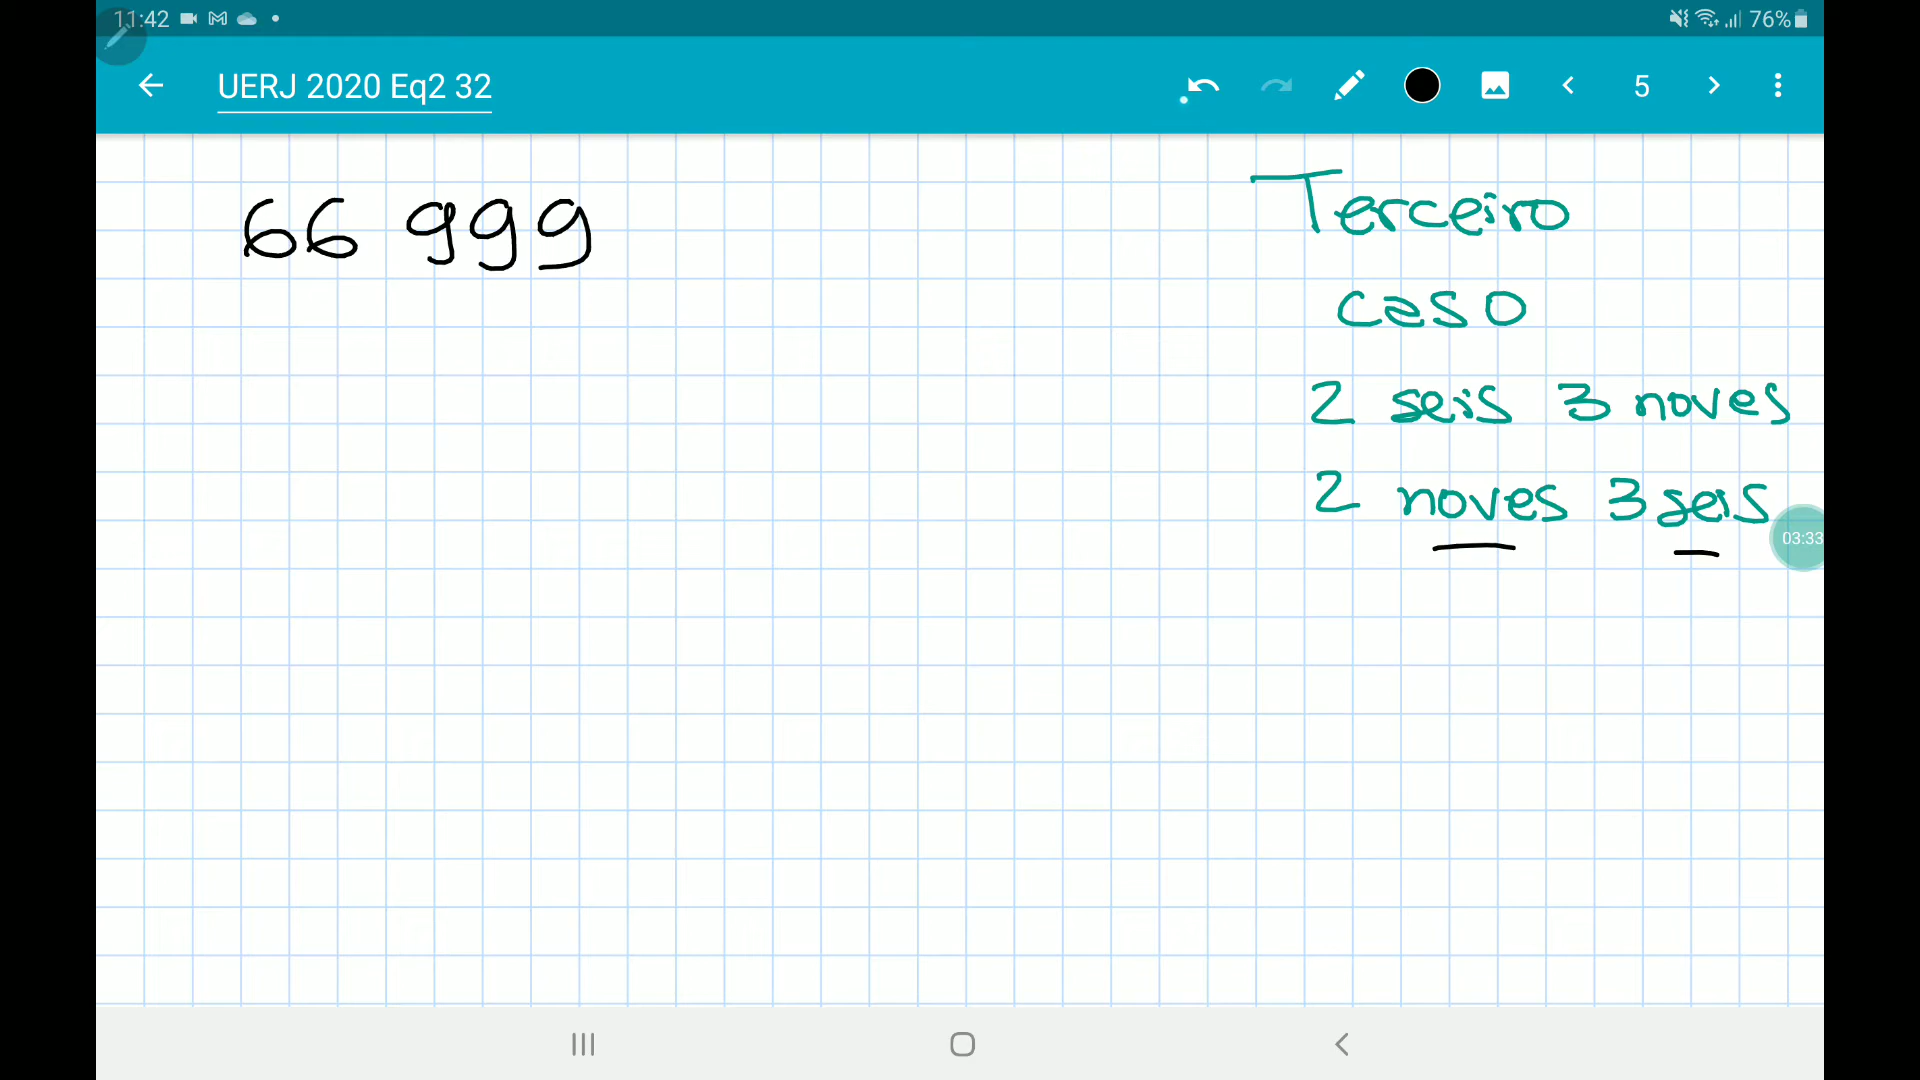 11:42
76%
UERJ 2020 Eq2 32
5
66 999
Terceiro
caso
2 seis 3 noves
2 noves 3 seis
03:33